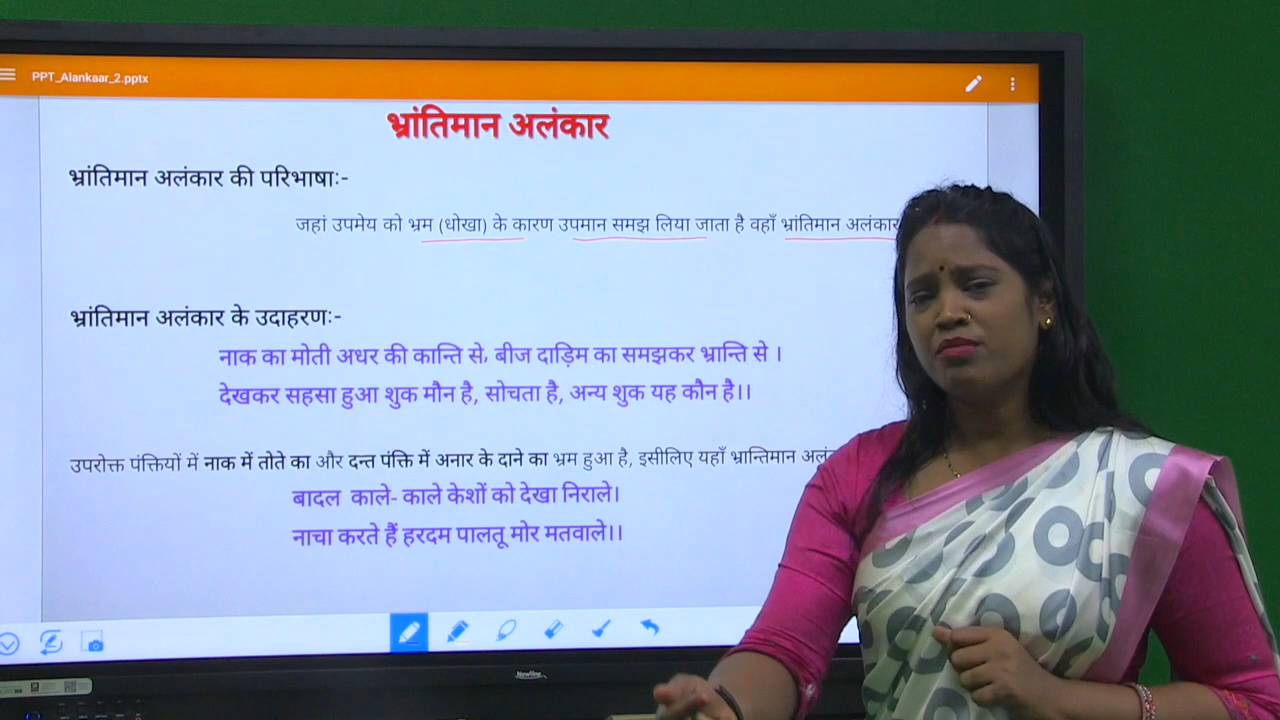 PPT_Alankaar_2.pptx
भ्रांतिमान अलंकार
भ्रांतिमान अलंकार की परिभाषाः-
जहां उपमेय को भ्रम (धोखा) के कारण उपमान समझ लिया जाता है वहाँ भ्रांतिमान अलंकार
भ्रांतिमान अलंकार के उदाहरणः-
नाक का मोती अधर की कान्ति से, बीज दाड़िम का समझकर भ्रान्ति से ।
देखकर सहसा हुआ शुक मौन है, सोचता है, अन्य शुक यह कौन है।।
उपरोक्त पंक्तियों में नाक में तोते का और दन्त पंक्ति में अनार के दाने का भ्रम हुआ है, इसीलिए यहाँ भ्रान्तिमान
बादल काले- काले केशों को देखा निराले।
नाचा करते हैं हरदम पालतू मोर मतवाले।।
Newline